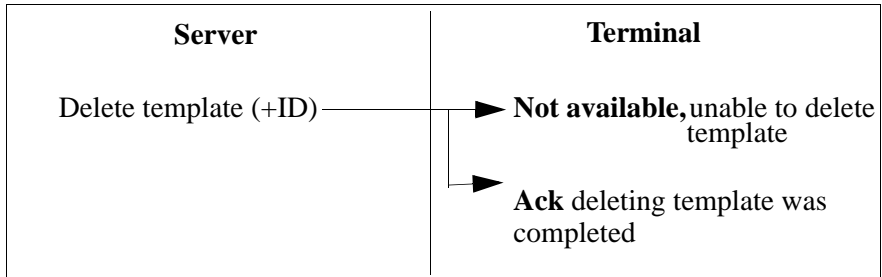 Server
Terminal
Delete template (+ID)
Not available, unable to delete
template
Ack deleting template was
completed